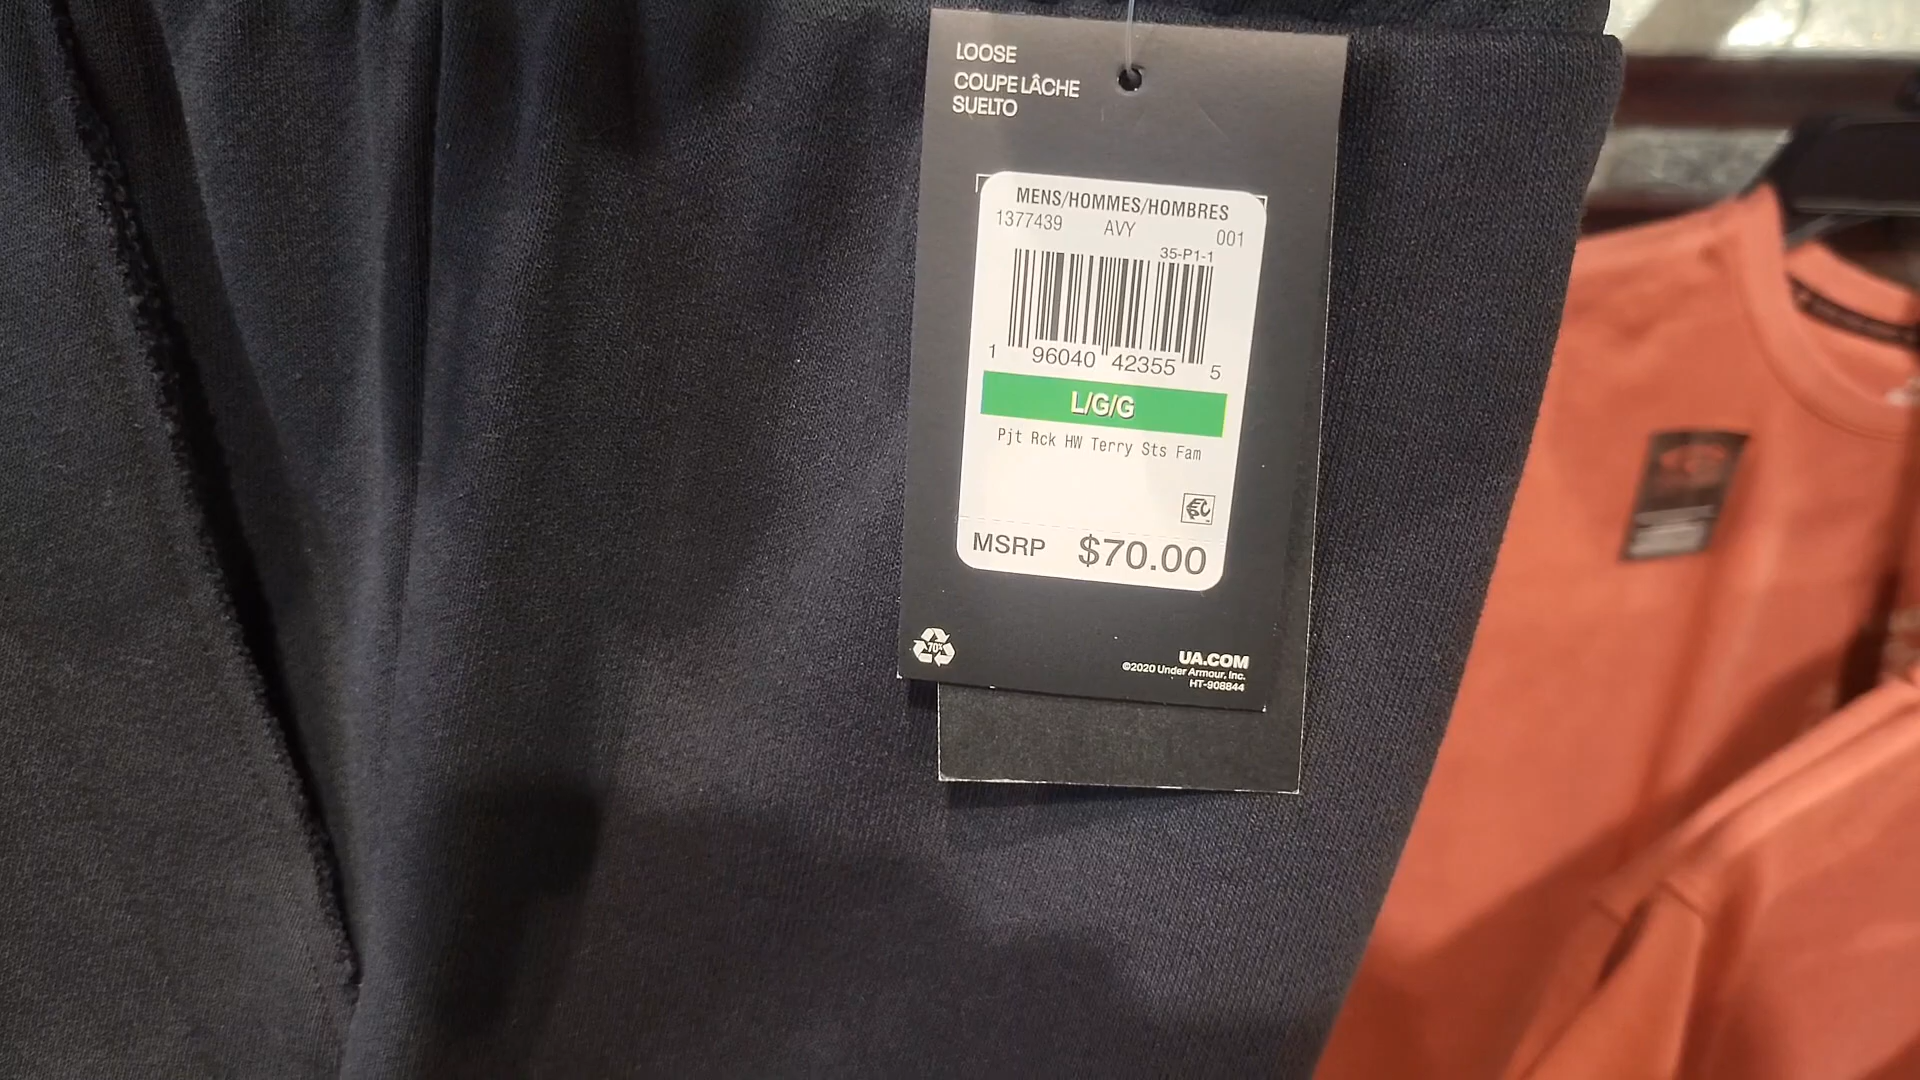 LOOSE
COUPE LÂCHE
SUELTO
MENS/HOMMES/HOMBRES
1377439 AVY 001
35-P1-1
1 96040 42355 5
L/G/G
Pjt Rck HW Terry Sts Fam
MSRP $70.00
70%
UA.COM
©2020 Under Armour, Inc.
HT-908844